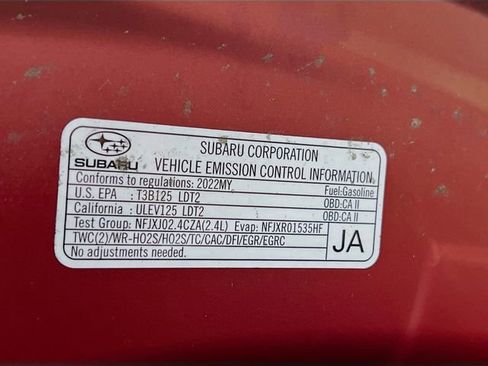 SUBARU CORPORATION
SUBARU
VEHICLE EMISSION CONTROL INFORMATION
Conforms to regulations: 2022MY
Fuel:Gasoline
U.S. EPA : T3B125 LDT2
OBD:CA II
California : ULEV125 LDT2
OBD:CA II
Test Group: NFJXJ02.4CZA(2.4L) Evap: NFJXR01535HF
TWC(2)/WR-HO2S/HO2S/TC/CAC/DFI/EGR/EGRC
No adjustments needed.
JA